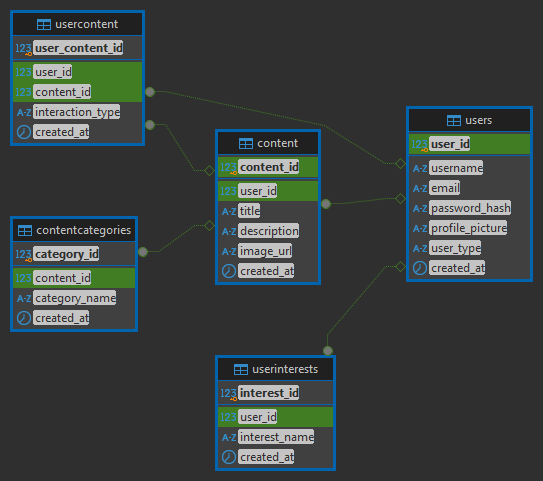 usercontent
123 user_content_id
123 user_id
123 content_id
A-Z interaction_type
created_at
content
123 content_id
123 user_id
A-Z title
A-Z description
A-Z image_url
created_at
users
123 user_id
A-Z username
A-Z email
A-Z password_hash
A-Z profile_picture
A-Z user_type
created_at
contentcategories
123 category_id
123 content_id
A-Z category_name
created_at
userinterests
123 interest_id
123 user_id
A-Z interest_name
created_at